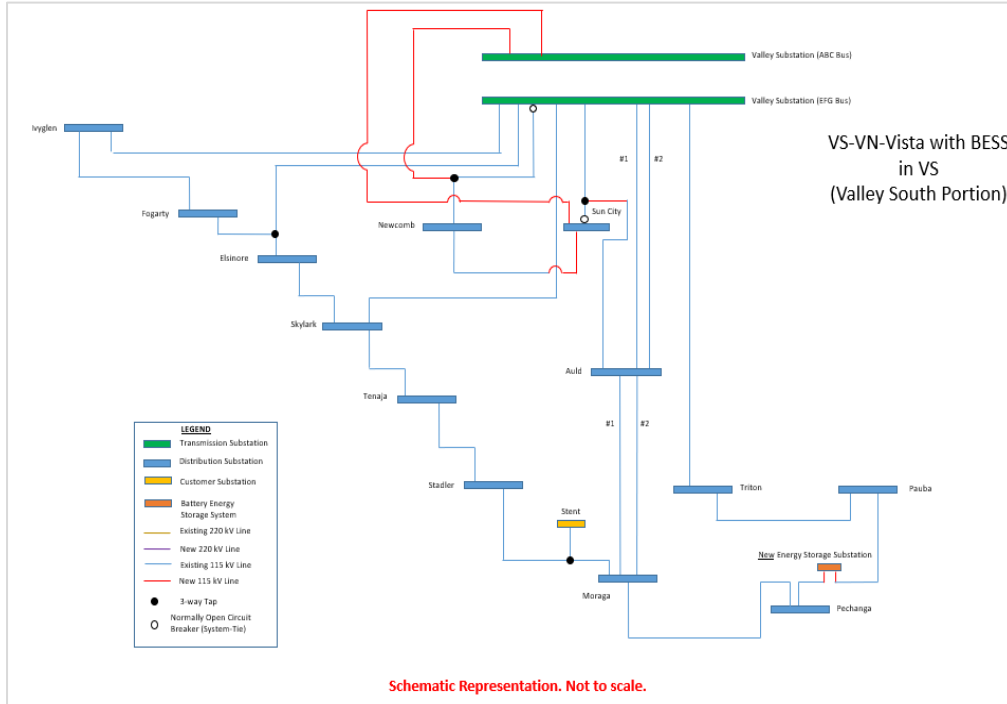 Valley Substation (ABC Bus)
Valley Substation (EFG Bus)
Ivyglen
VS-VN-Vista with BESS
in VS
(Valley South Portion)
#1
#2
Fogarty
Newcomb
Sun City
Elsinore
Skylark
Auld
Tenaja
#1
#2
LEGEND
Transmission Substation
Distribution Substation
Customer Substation
Battery Energy
Storage System
Existing 220 kV Line
New 220 kV Line
Existing 115 kV Line
New 115 kV Line
3-way Tap
Normally Open Circuit
Breaker (System-Tie)
Stadler
Triton
Pauba
Stent
New Energy Storage Substation
Moraga
Pechanga
Schematic Representation. Not to scale.